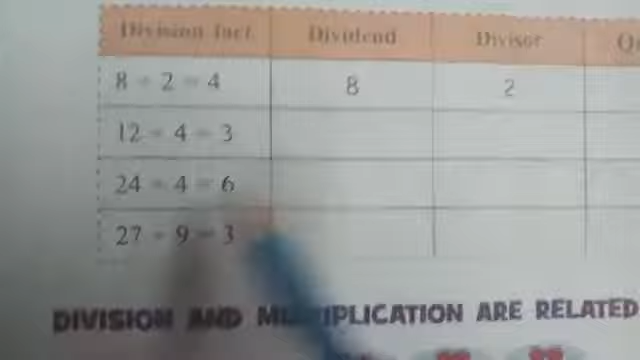 Division fact Dividend Divisor
8 ÷ 2 = 4 8 2
12 ÷ 4 = 3
24 ÷ 4 = 6
27 ÷ 9 = 3
DIVISION AND MULTIPLICATION ARE RELATED